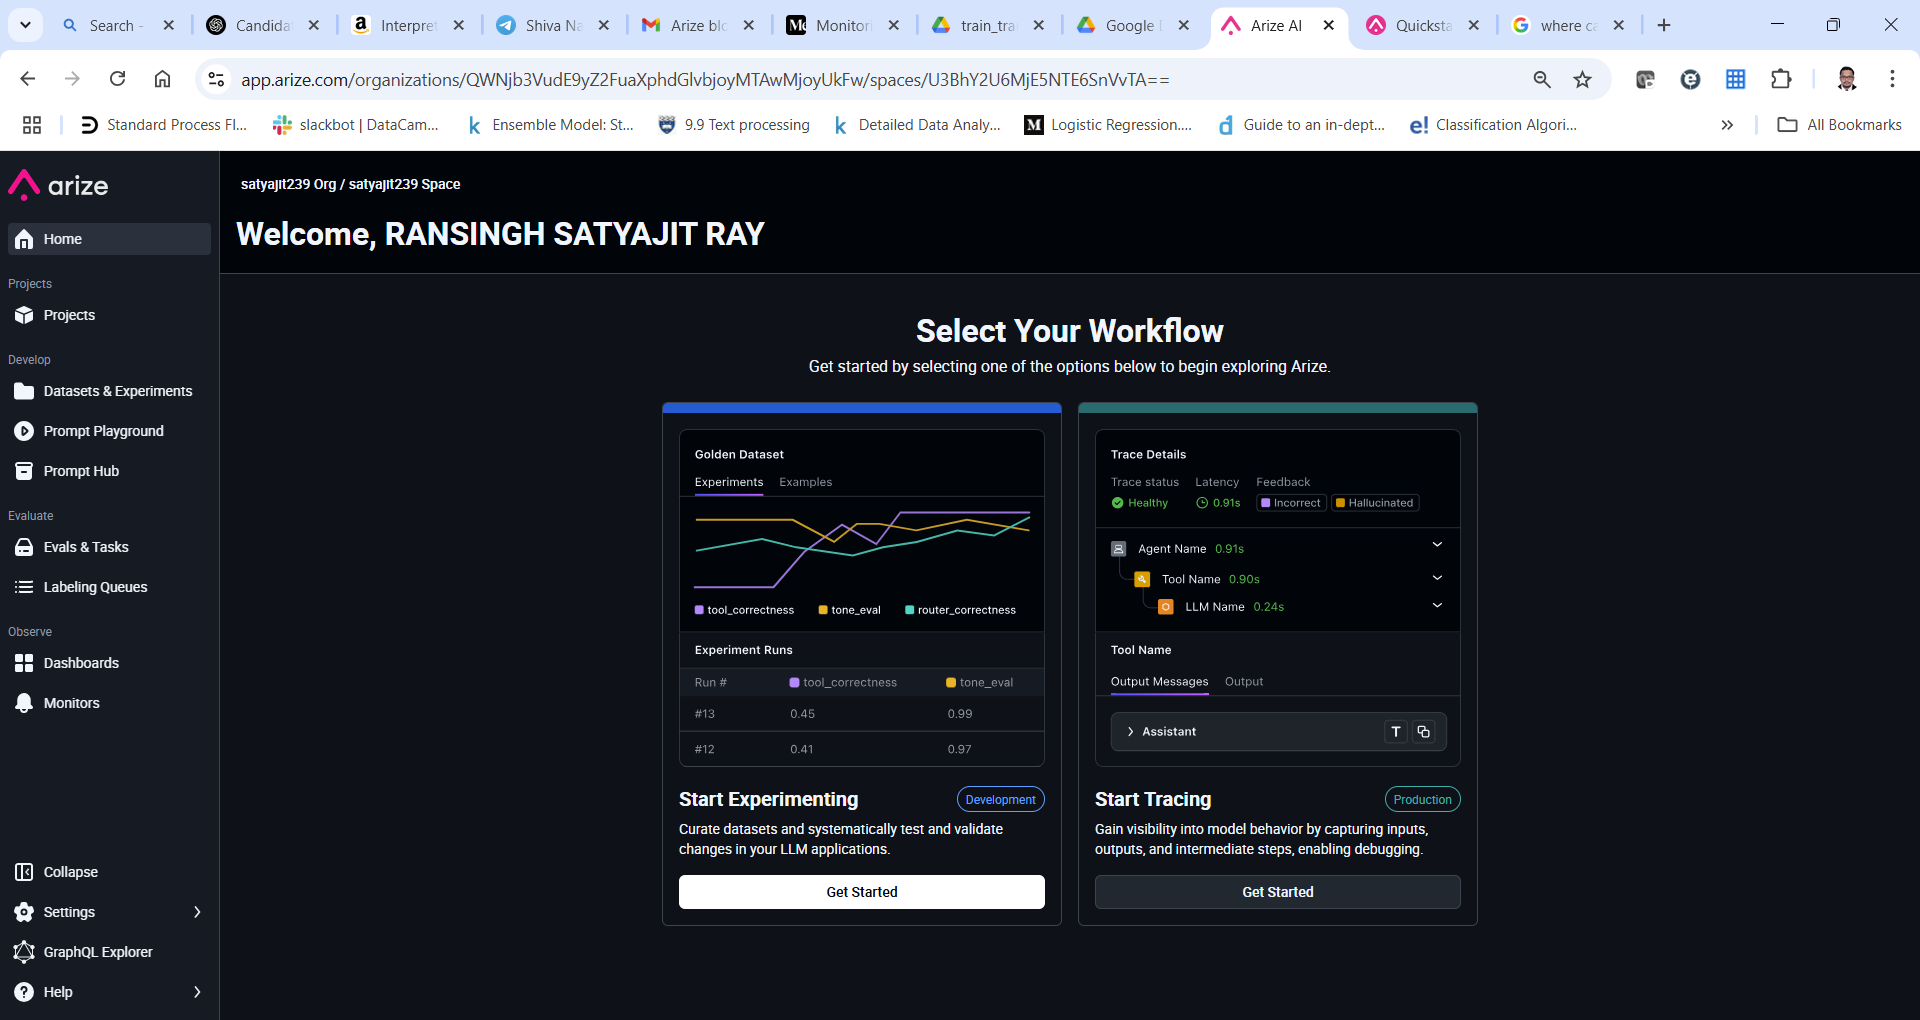 Search -
Candida
Interpret
Shiva Na
Arize blo
Monitori
train_tra
Google D
Arize AI
Quicksta
where ca
app.arize.com/organizations/QWNjb3VudE9yZ2FuaXphdGlvbjoyMTAwMjoyUkFw/spaces/U3BhY2U6MjE5NTE6SnVvTA==
Standard Process Fl...
slackbot | DataCam...
Ensemble Model: St...
9.9 Text processing
Detailed Data Analy...
Logistic Regression....
Guide to an in-dept...
Classification Algori...
All Bookmarks
arize
Home
Projects
Projects
Develop
Datasets & Experiments
Prompt Playground
Prompt Hub
Evaluate
Evals & Tasks
Labeling Queues
Observe
Dashboards
Monitors
Collapse
Settings
GraphQL Explorer
Help
satyajit239 Org / satyajit239 Space
Welcome, RANSINGH SATYAJIT RAY
Select Your Workflow
Get started by selecting one of the options below to begin exploring Arize.
Golden Dataset
Experiments Examples
tool_correctness tone_eval router_correctness
Experiment Runs
Run # tool_correctness tone_eval
#13 0.45 0.99
#12 0.41 0.97
Start Experimenting Development
Curate datasets and systematically test and validate
changes in your LLM applications.
Get Started
Trace Details
Trace status Latency Feedback
Healthy 0.91s Incorrect Hallucinated
Agent Name 0.91s
Tool Name 0.90s
LLM Name 0.24s
Tool Name
Output Messages Output
Assistant T
Start Tracing Production
Gain visibility into model behavior by capturing inputs,
outputs, and intermediate steps, enabling debugging.
Get Started